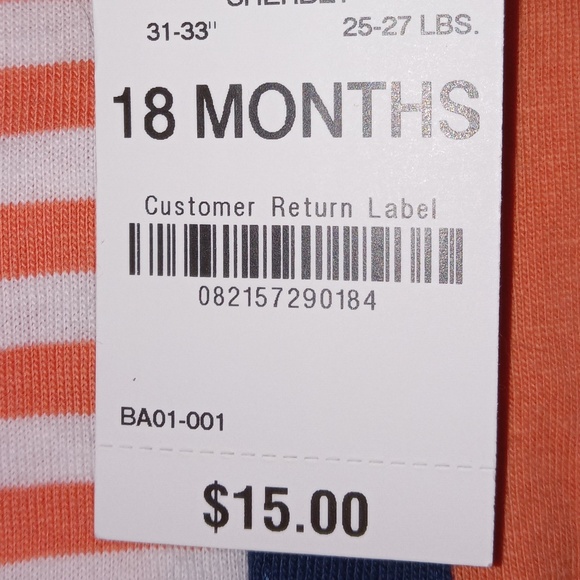 31-33" 25-27 LBS.
18 MONTHS
Customer Return Label
082157290184
BA01-001
$15.00